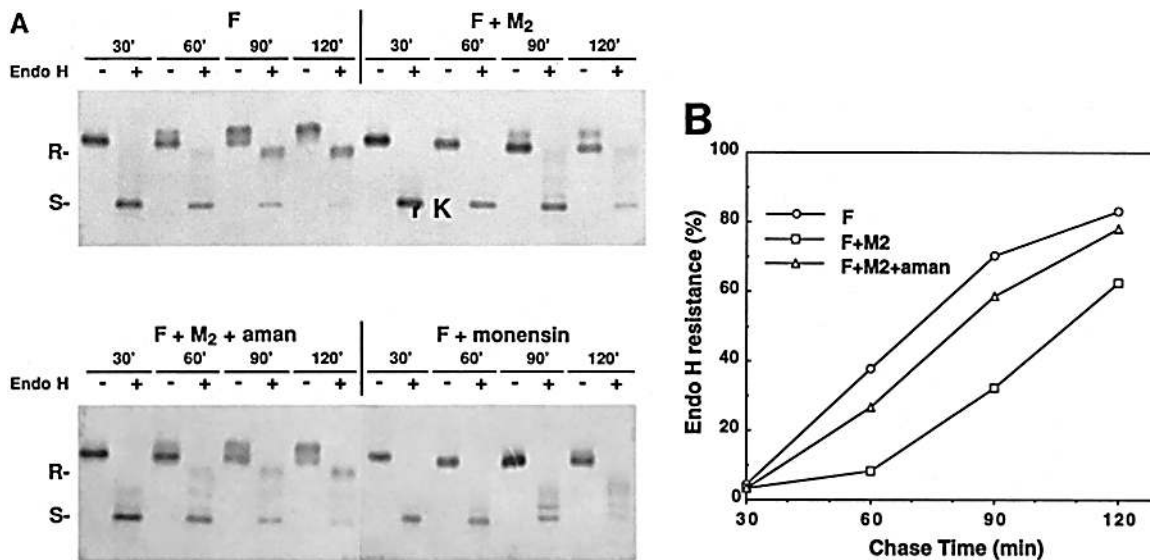 A
F
F + M2
30' 60' 90' 120' 30' 60' 90' 120'
Endo H - + - + - + - + - + - + - + - +
R-
S-
K
F + M2 + aman
F + monensin
30' 60' 90' 120' 30' 60' 90' 120'
Endo H - + - + - + - + - + - + - + - +
R-
S-
B
100
80
60
40
20
0
Endo H resistance (%)
F
F+M2
F+M2+aman
30 60 90 120
Chase Time (min)